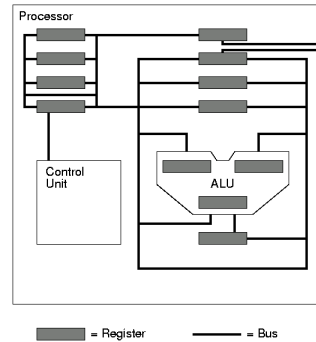 Processor
Control
Unit
ALU
= Register
= Bus